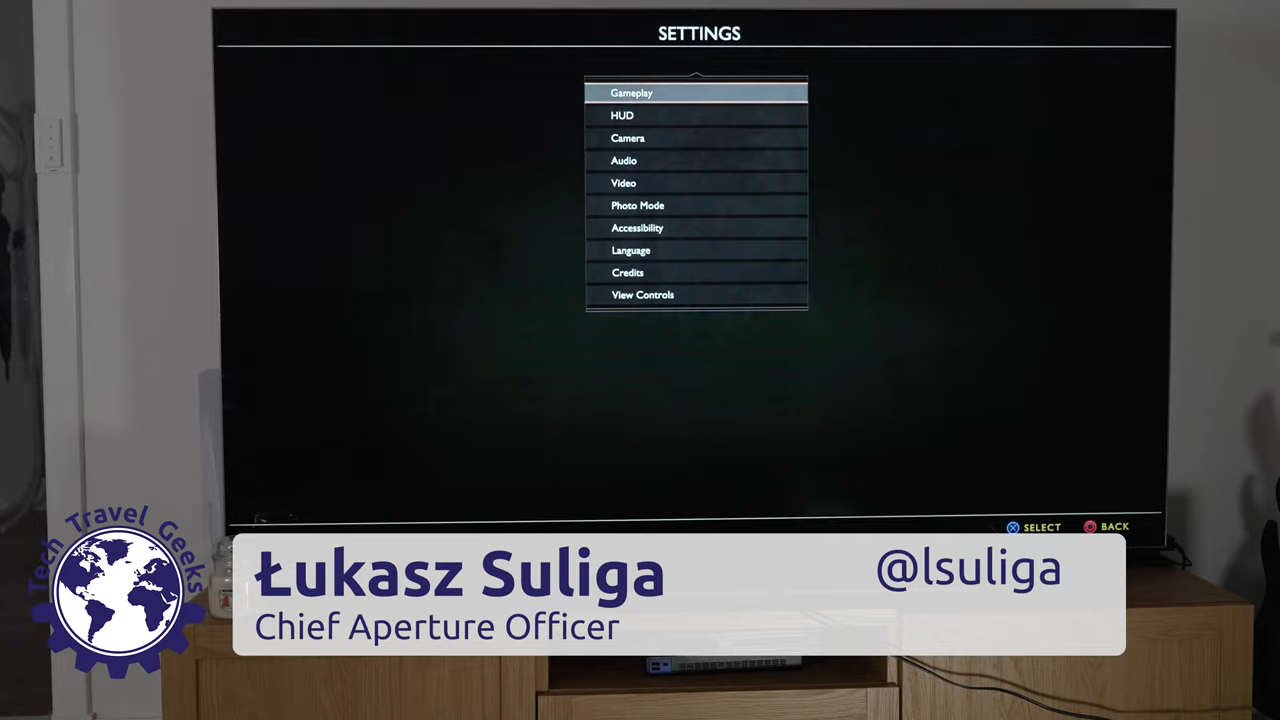 SETTINGS
Gameplay
HUD
Camera
Audio
Video
Photo Mode
Accessibility
Language
Credits
View Controls
SELECT BACK
Tech Travel Geeks
Łukasz Suliga @lsuliga
Chief Aperture Officer